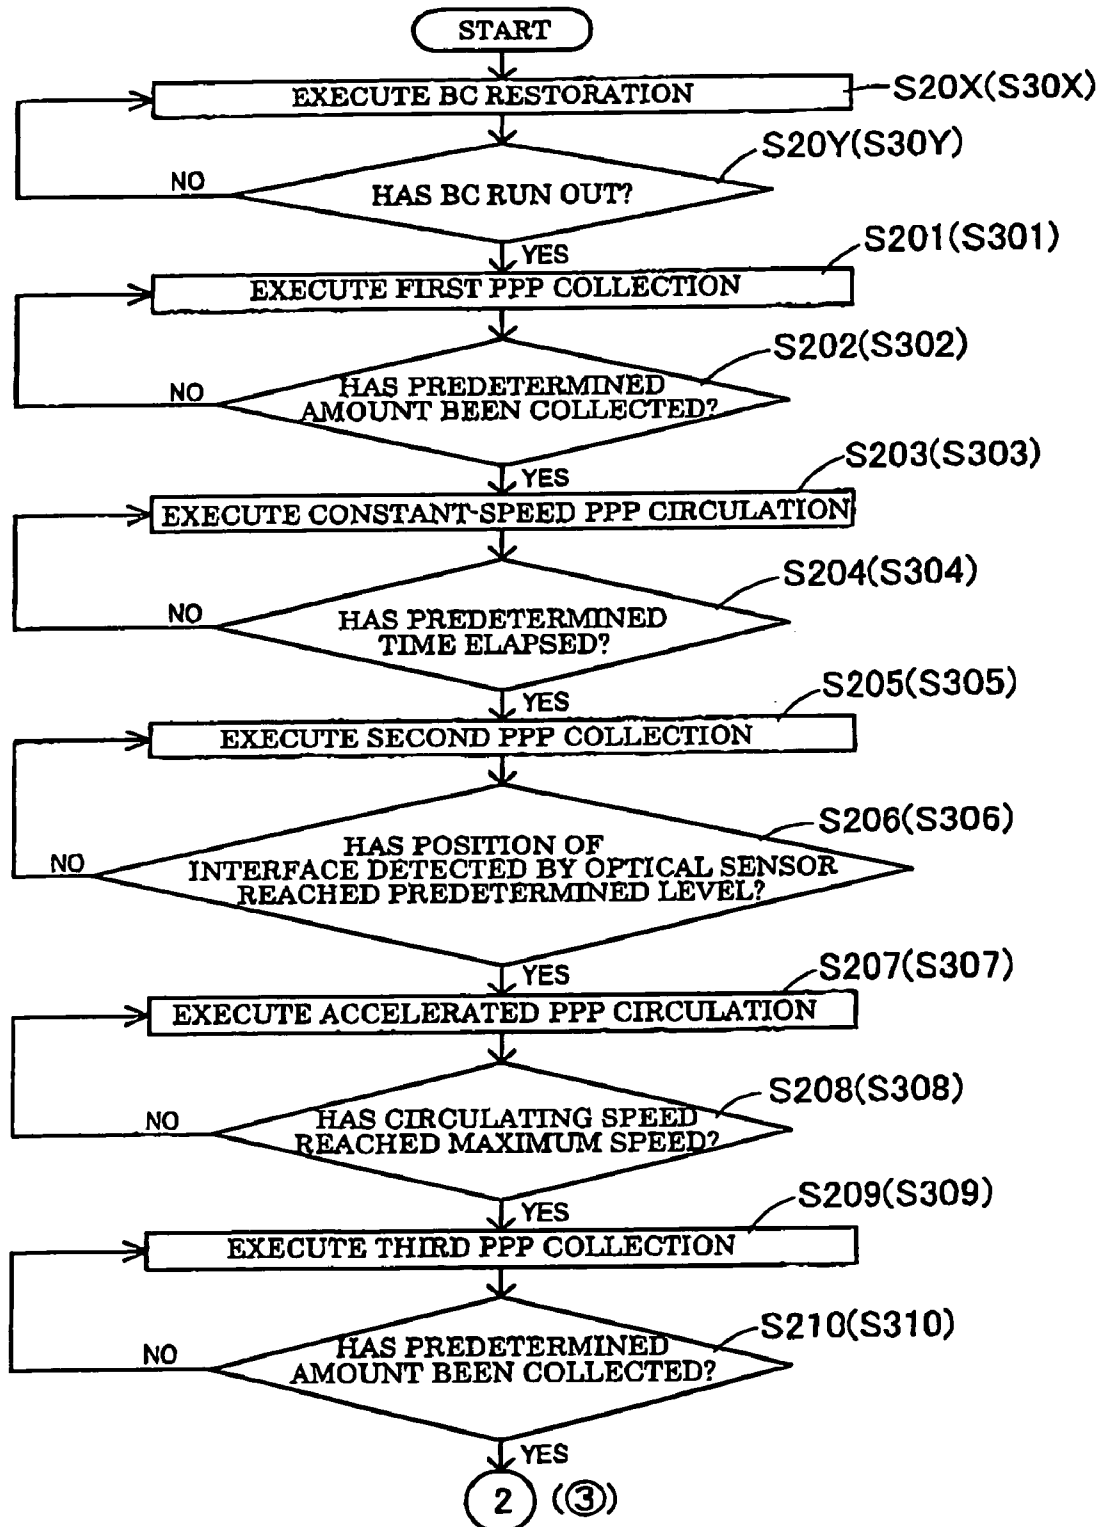 START
EXECUTE BC RESTORATION
S20X(S30X)
S20Y(S30Y)
NO
HAS BC RUN OUT?
YES
S201(S301)
EXECUTE FIRST PPP COLLECTION
S202(S302)
NO
HAS PREDETERMINED
AMOUNT BEEN COLLECTED?
YES
S203(S303)
EXECUTE CONSTANT-SPEED PPP CIRCULATION
S204(S304)
NO
HAS PREDETERMINED
TIME ELAPSED?
YES
S205(S305)
EXECUTE SECOND PPP COLLECTION
S206(S306)
NO
HAS POSITION OF
INTERFACE DETECTED BY OPTICAL SENSOR
REACHED PREDETERMINED LEVEL?
YES
S207(S307)
EXECUTE ACCELERATED PPP CIRCULATION
S208(S308)
NO
HAS CIRCULATING SPEED
REACHED MAXIMUM SPEED?
YES
S209(S309)
EXECUTE THIRD PPP COLLECTION
S210(S310)
NO
HAS PREDETERMINED
AMOUNT BEEN COLLECTED?
YES
2 (③)